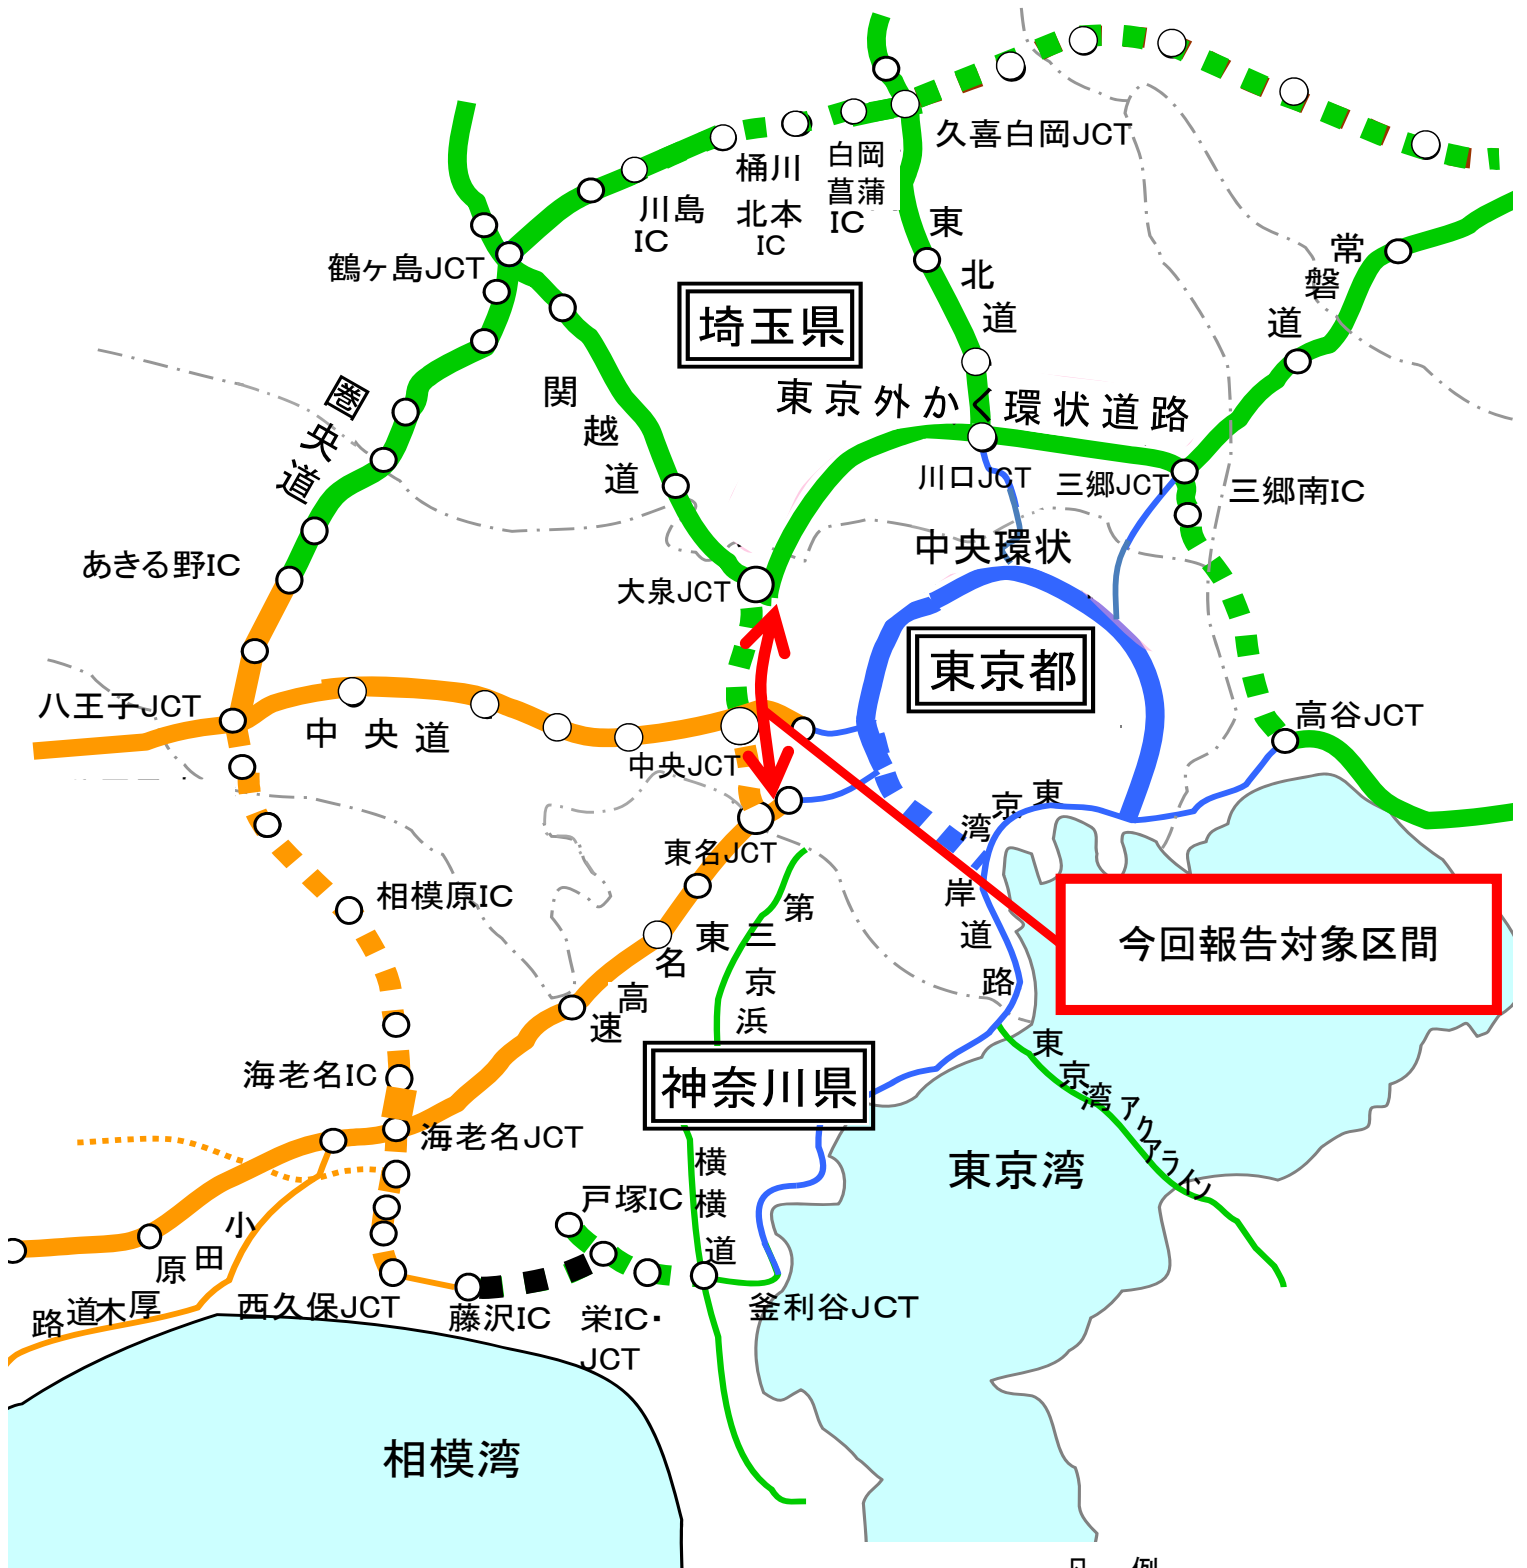 久喜白岡JCT
白岡
菖蒲
IC
桶川
北本
IC
川島
IC
鶴ヶ島JCT
東北道
常磐道
埼玉県
圏央道
関越道
東京外かく環状道路
川口JCT
三郷JCT
三郷南IC
中央環状
あきる野IC
大泉JCT
東京都
八王子JCT
中央道
中央JCT
高谷JCT
東京湾岸道路
東名JCT
相模原IC
第三京浜
今回報告対象区間
東名高速
海老名IC
神奈川県
東京湾アクアライン
海老名JCT
東京湾
横横道
戸塚IC
小田原厚木道路
西久保JCT
藤沢IC
栄IC・
JCT
釜利谷JCT
相模湾
凡 例